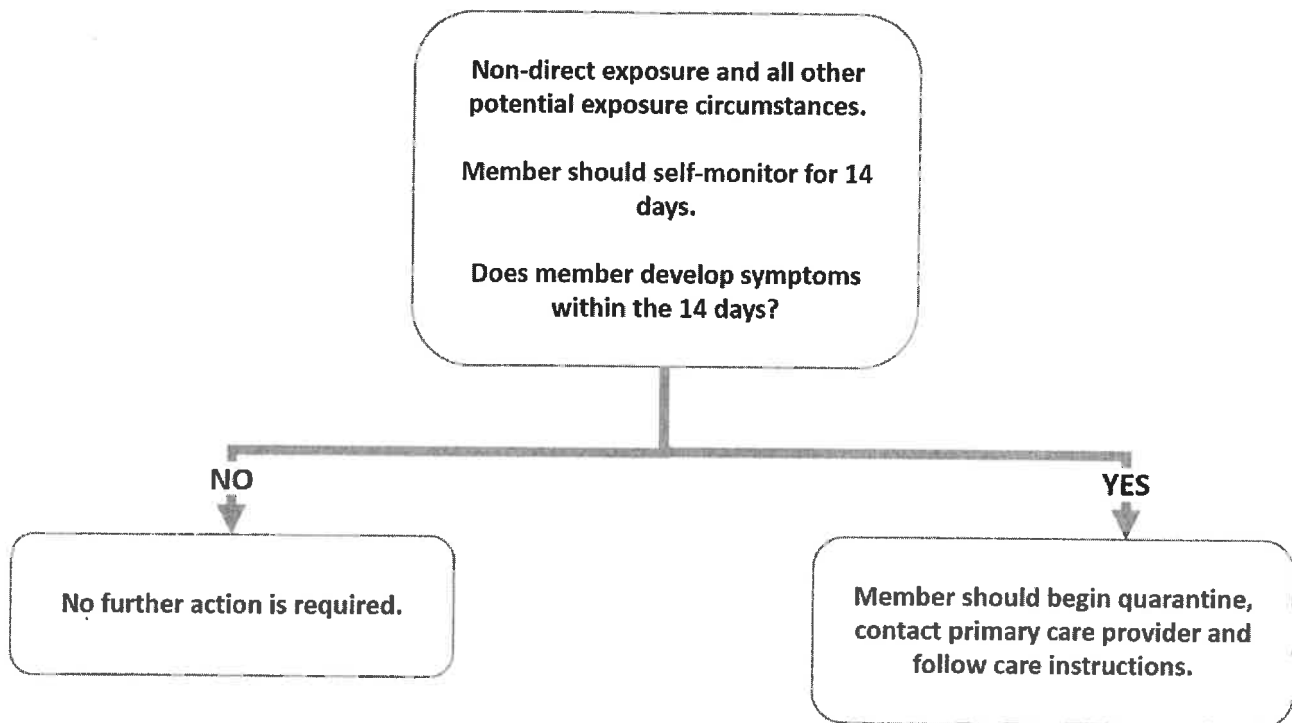 Non-direct exposure and all other
potential exposure circumstances.
Member should self-monitor for 14
days.
Does member develop symptoms
within the 14 days?
NO
YES
No further action is required.
Member should begin quarantine,
contact primary care provider and
follow care instructions.